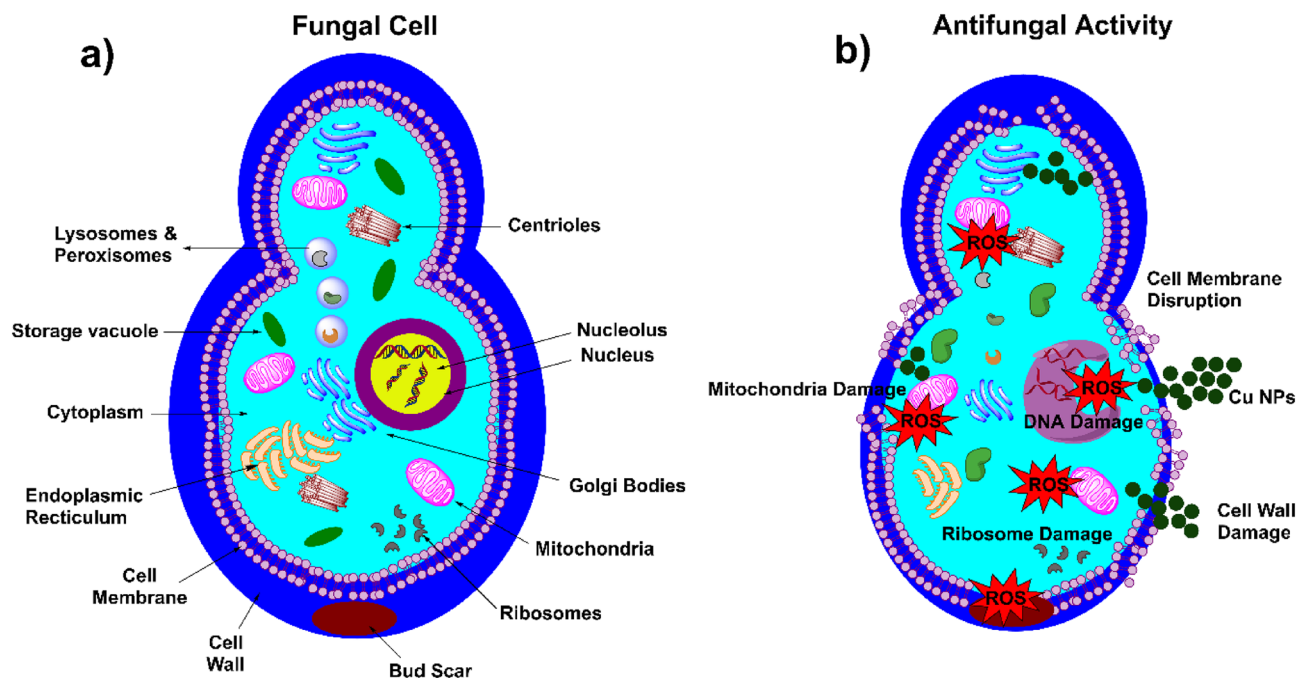 Fungal Cell
a)
Lysosomes &
Peroxisomes
Centrioles
Storage vacuole
Nucleolus
Nucleus
Cytoplasm
Endoplasmic
Recticulum
Golgi Bodies
Mitochondria
Cell
Membrane
Ribosomes
Cell
Wall
Bud Scar
Antifungal Activity
b)
ROS
Cell Membrane
Disruption
Mitochondria Damage
ROS
ROS
Cu NPs
DNA Damage
ROS
Cell Wall
Damage
Ribosome Damage
ROS